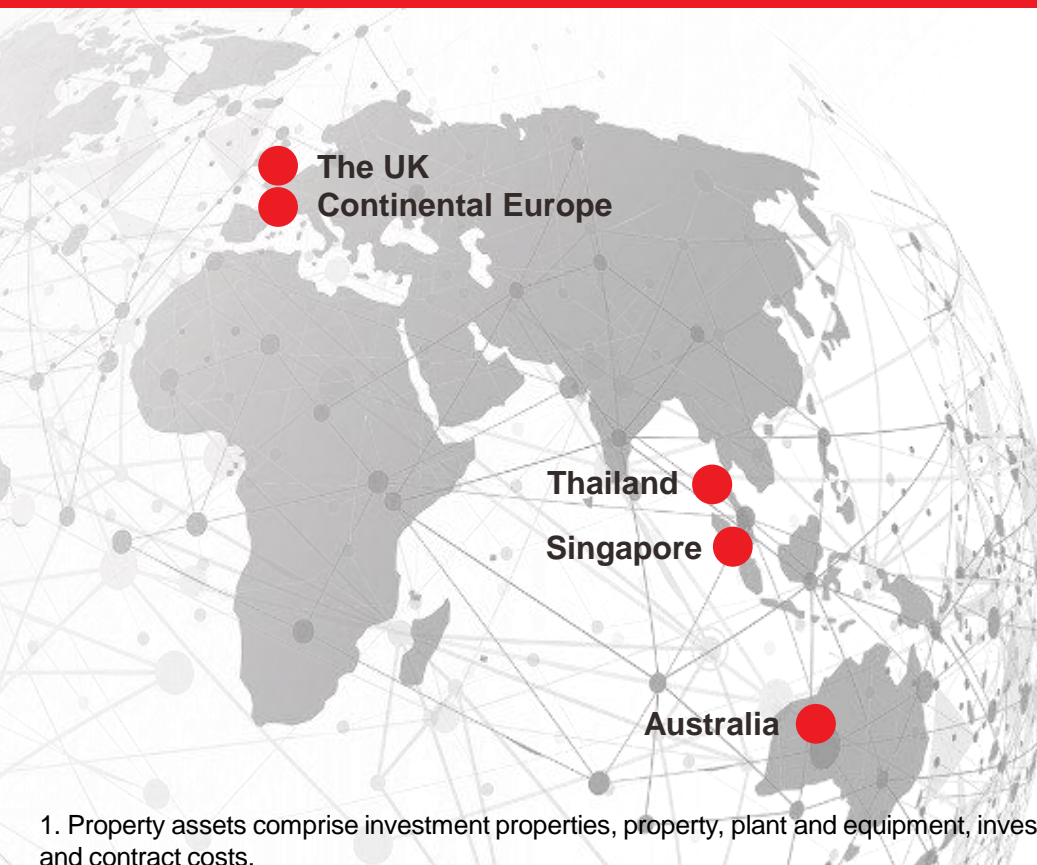 The UK
Continental Europe
Thailand
Singapore
Australia
1. Property assets comprise investment properties, property, plant and equipment,
and contract costs.